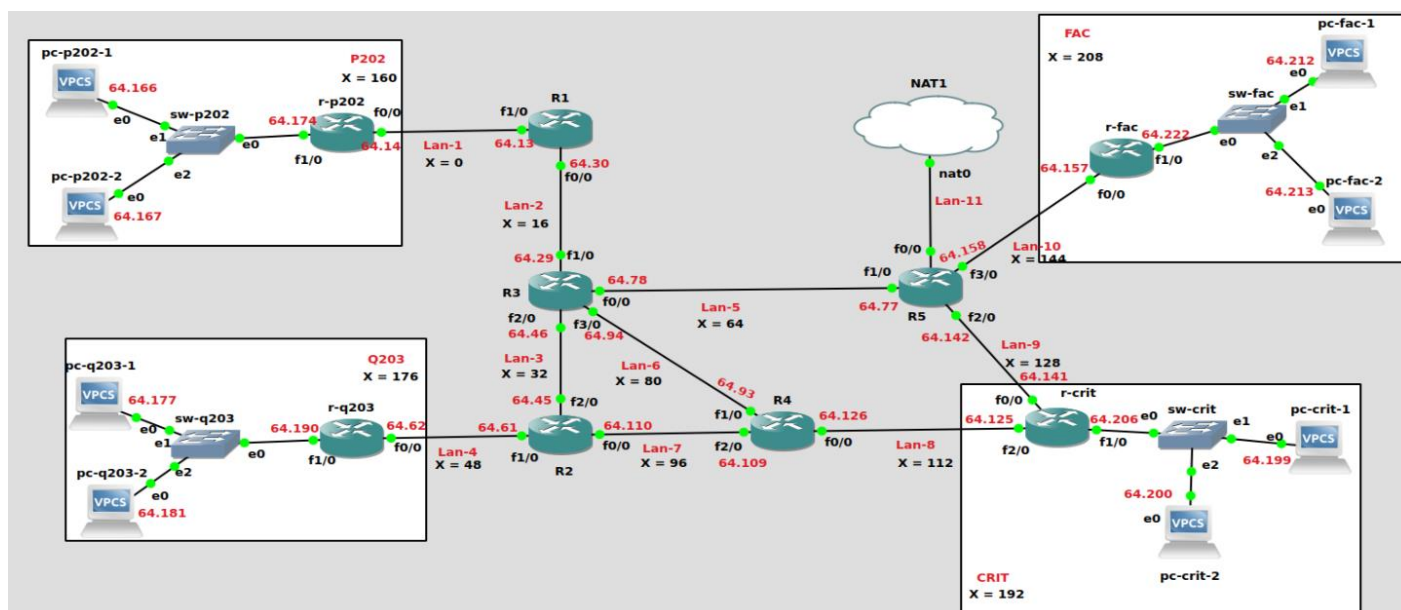 pc-p202-1
VPCS
64.166
e0
P202
X = 160
sw-p202
r-p202
f0/0
e1
64.174
e0
f1/0
64.14
e2
pc-p202-2
e0
VPCS
64.167
Lan-1
X = 0
R1
f1/0
64.13
64.30
f0/0
Lan-2
X = 16
f1/0
64.29
R3
64.78
f0/0
f2/0
f3/0
64.46
64.94
Lan-3
X = 32
Lan-5
X = 64
Lan-6
X = 80
NAT1
nat0
Lan-11
f0/0
64.158
f1/0
f3/0
64.77
R5
f2/0
64.142
Lan-10
X = 144
Lan-9
X = 128
64.141
FAC
X = 208
pc-fac-1
VPCS
64.212
e0
sw-fac
e1
r-fac
64.222
e0
f1/0
e2
64.157
f0/0
pc-fac-2
64.213
e0
VPCS
Q203
X = 176
pc-q203-1
VPCS
64.177
sw-q203
e0
e1
r-q203
64.190
64.62
e0
f1/0
f0/0
pc-q203-2
e2
e0
VPCS
64.181
Lan-4
X = 48
64.45
f2/0
64.61
64.110
f1/0
f0/0
R2
Lan-7
X = 96
64.93
R4
f1/0
64.126
f2/0
f0/0
64.109
Lan-8
X = 112
f0/0
r-crit
64.125
64.206
f2/0
f1/0
e0
sw-crit
e1
pc-crit-1
e0
VPCS
64.199
e2
64.200
e0
VPCS
pc-crit-2
CRIT
X = 192